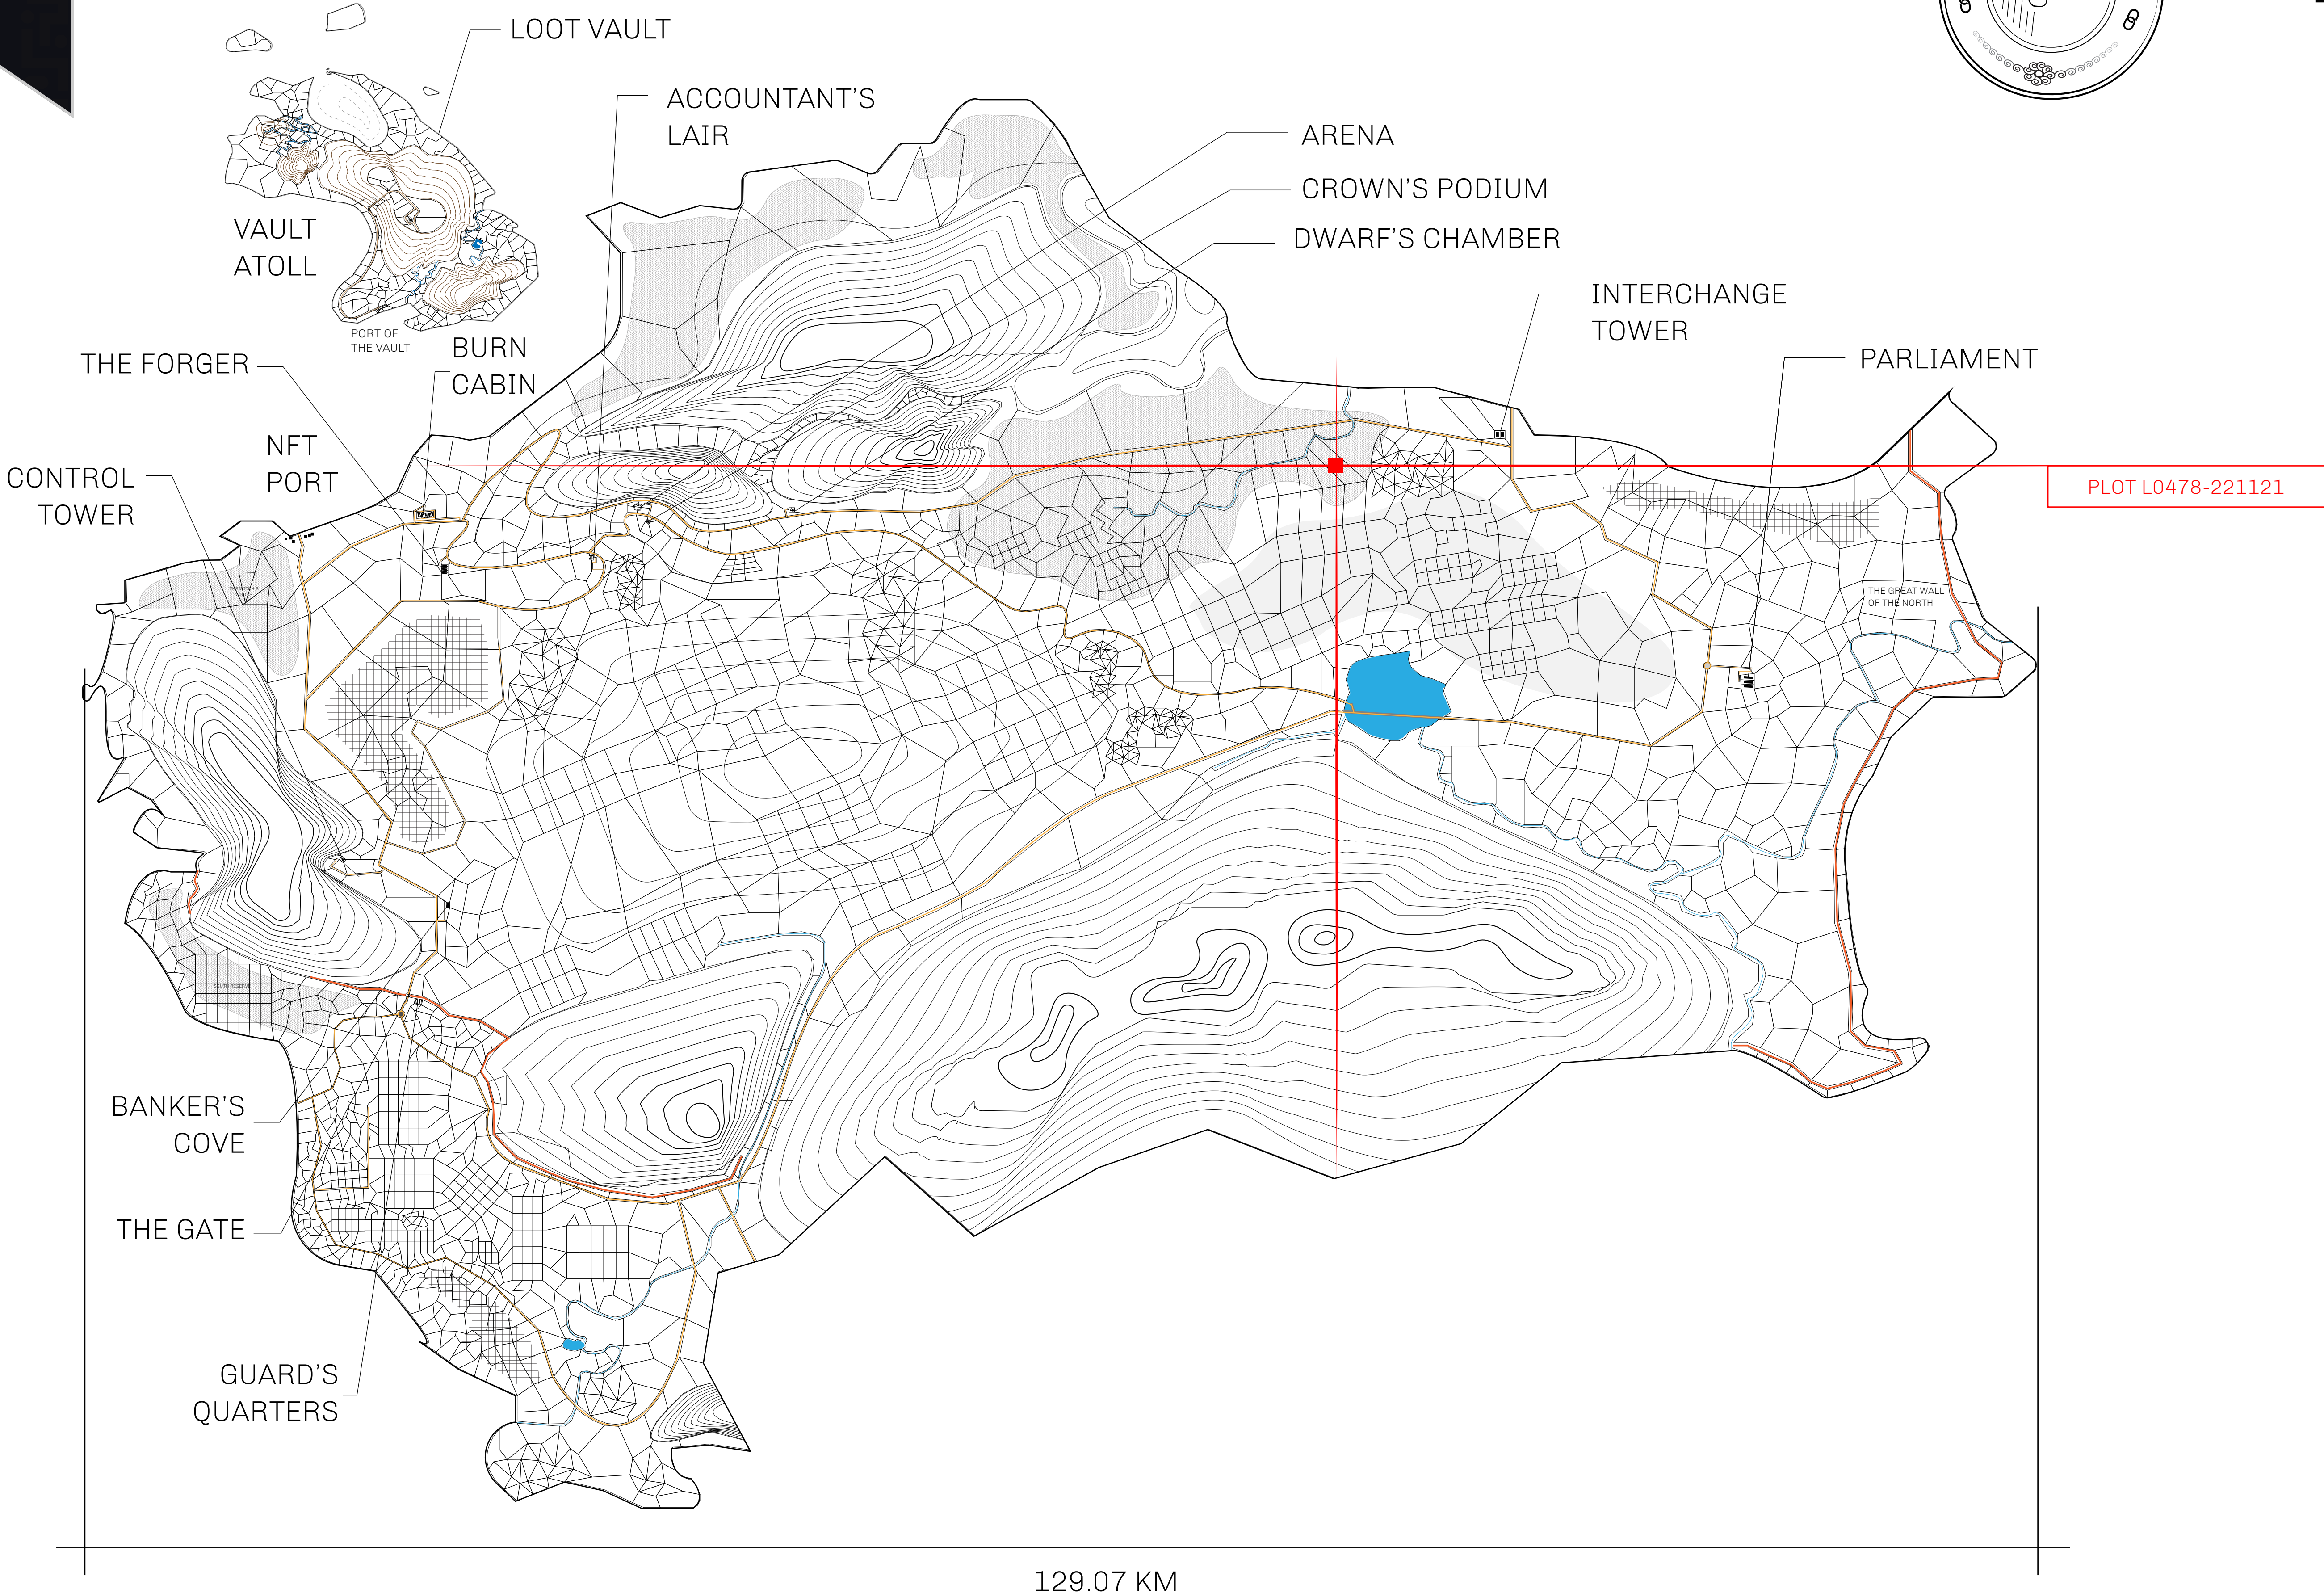 LOOT VAULT
ACCOUNTANT'S
LAIR
ARENA
CROWN'S PODIUM
DWARF'S CHAMBER
VAULT
ATOLL
INTERCHANGE
TOWER
PORT OF
THE VAULT
BURN
CABIN
THE FORGER
PARLIAMENT
NFT
PORT
CONTROL
TOWER
PLOT L0478-221121
THE GREAT WALL
OF THE NORTH
SOUTH RESERVE
BANKER'S
COVE
THE GATE
GUARD'S
QUARTERS
129.07 KM